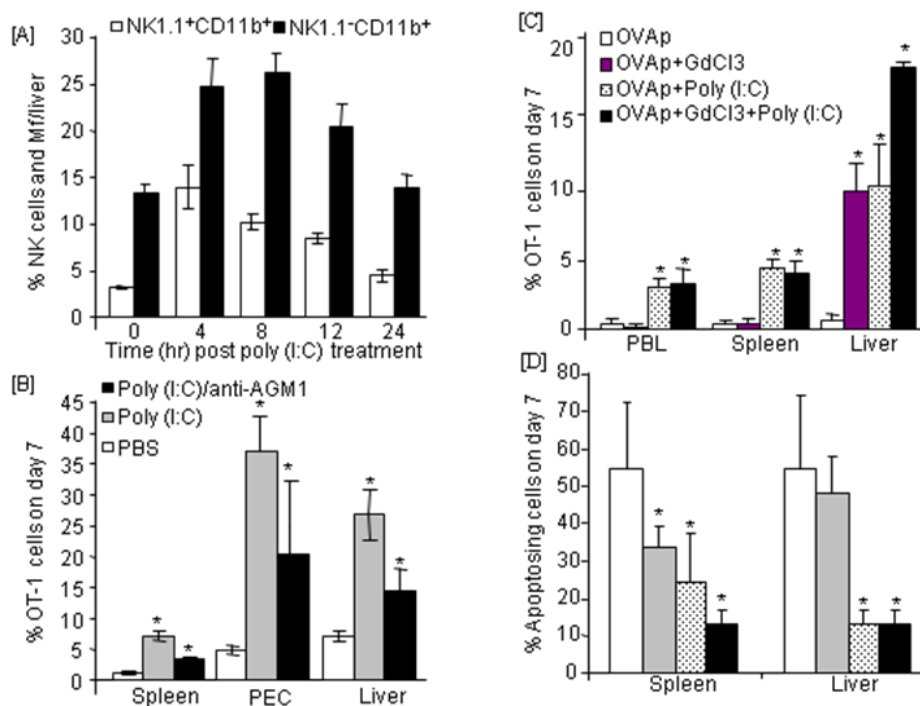 [A]
NK1.1+CD11b+ NK1.1-CD11b+
% NK cells and Mf/liver
30
25
20
15
10
5
0
0 4 8 12 24
Time (hr) post poly (I:C) treatment
[B]
Poly (I:C)/anti-AGM1
Poly (I:C)
PBS
% OT-1 cells on day 7
45
40
35
30
25
20
15
10
5
0
* * * * * *
Spleen PEC Liver
[C]
OVAp
OVAp+GdCl3
OVAp+Poly (I:C)
OVAp+GdCl3+Poly (I:C)
% OT-1 cells on day 7
20
15
10
5
0
* * * * * * *
PBL Spleen Liver
[D]
% Apoptosing cells on day 7
80
70
60
50
40
30
20
10
0
* * * * *
Spleen Liver